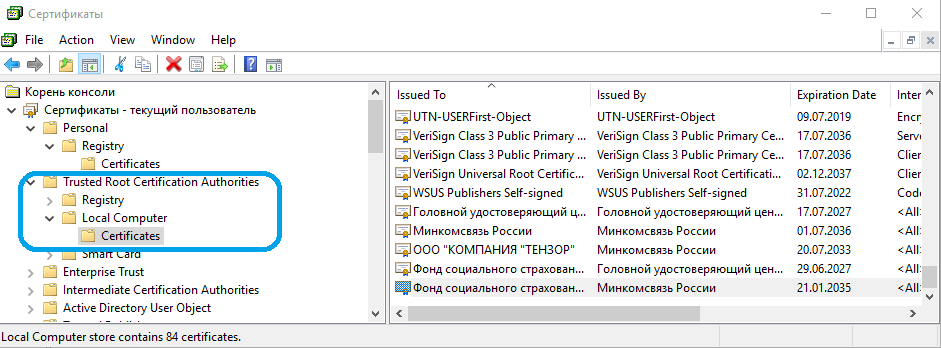 Сертификаты
File Action View Window Help
Корень консоли
Сертификаты - текущий пользователь
Personal
Registry
Certificates
Trusted Root Certification Authorities
Registry
Local Computer
Certificates
Smart Card
Enterprise Trust
Intermediate Certification Authorities
Active Directory User Object
Issued To Issued By Expiration Date Inter
UTN-USERFirst-Object UTN-USERFirst-Object 09.07.2019 Encry
VeriSign Class 3 Public Primary ... VeriSign Class 3 Public Primary Ce... 17.07.2036 Serve
VeriSign Class 3 Public Primary ... VeriSign Class 3 Public Primary Ce... 17.07.2036 Client
VeriSign Universal Root Certific... VeriSign Universal Root Certificati... 02.12.2037 Client
WSUS Publishers Self-signed WSUS Publishers Self-signed 31.07.2022 Code
Головной удостоверяющий ц... Головной удостоверяющий цен... 17.07.2027 <All>
Минкомсвязь России Минкомсвязь России 01.07.2036 <All>
ООО "КОМПАНИЯ "ТЕНЗОР" Минкомсвязь России 20.07.2033 <All>
Фонд социального страхован... Головной удостоверяющий цен... 29.06.2027 <All>
Фонд социального страхован... Минкомсвязь России 21.01.2035 <All>
Local Computer store contains 84 certificates.